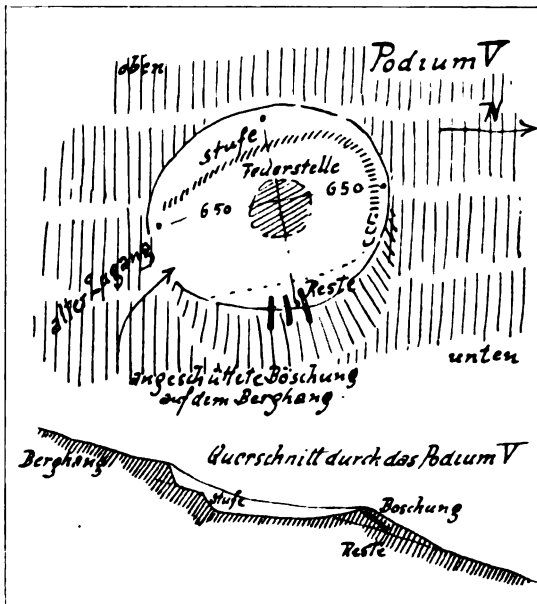 oben
Podium V
N
stufe
Feuerstelle
650
650
alter Zugang
Reste
unten
angeschüttete Böschung
auf dem Berghang
Querschnitt durch das Podium V
Berghang
stufe
Boschung
Reste